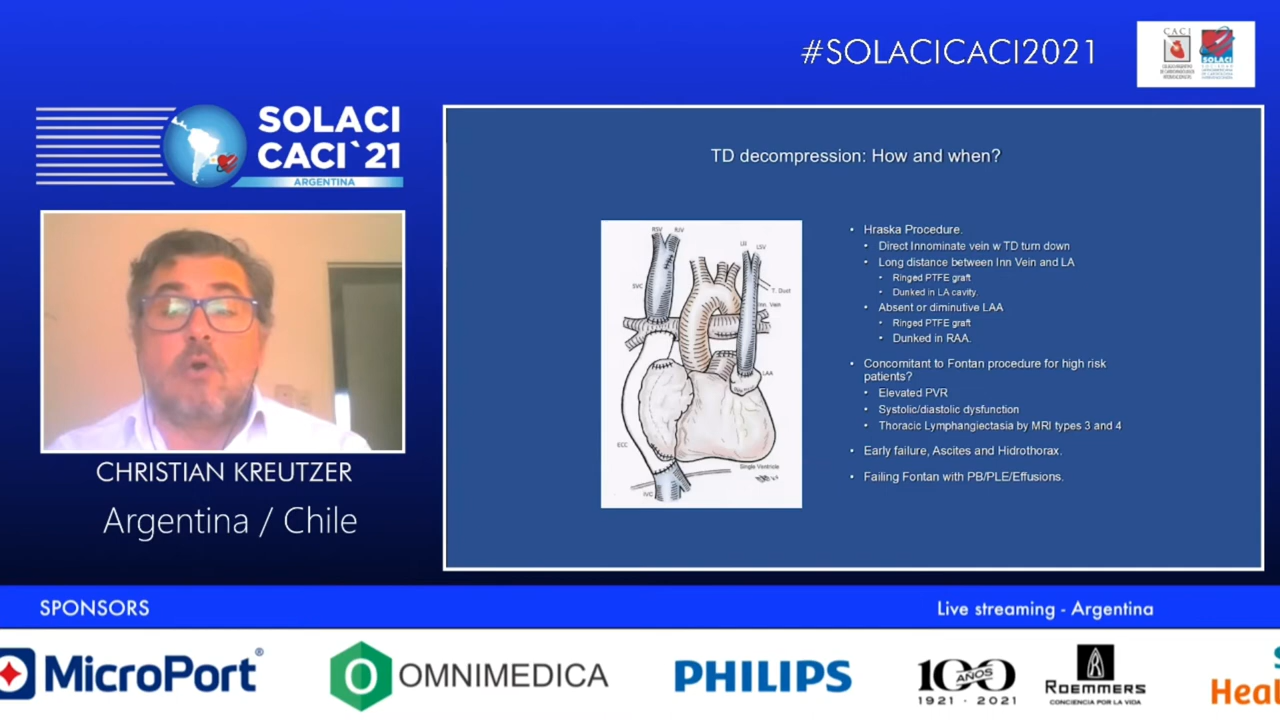 #SOLACICACI2021
CACI
SOLACI
SOLACI
CACI`21
ARGENTINA
CHRISTIAN KREUTZER
Argentina / Chile
TD decompression: How and when?
RSV
RJV
LIJ
LSV
SVC
T. Duct
Inn. Vein
LAA
ECC
Single Ventricle
IVC
• Hraska Procedure.
• Direct Innominate vein w TD turn down
• Long distance between Inn Vein and LA
• Ringed PTFE graft
• Dunked in LA cavity.
• Absent or diminutive LAA
• Ringed PTFE graft
• Dunked in RAA.
• Concomitant to Fontan procedure for high risk
patients?
• Elevated PVR
• Systolic/diastolic dysfunction
• Thoracic Lymphangiectasia by MRI types 3 and 4
• Early failure, Ascites and Hidrothorax.
• Failing Fontan with PB/PLE/Effusions.
SPONSORS
Live streaming - Argentina
MicroPort®
OMNIMEDICA
PHILIPS
100 AÑOS
1921 · 2021
ROEMMERS
CONCIENCIA POR LA VIDA
Heal